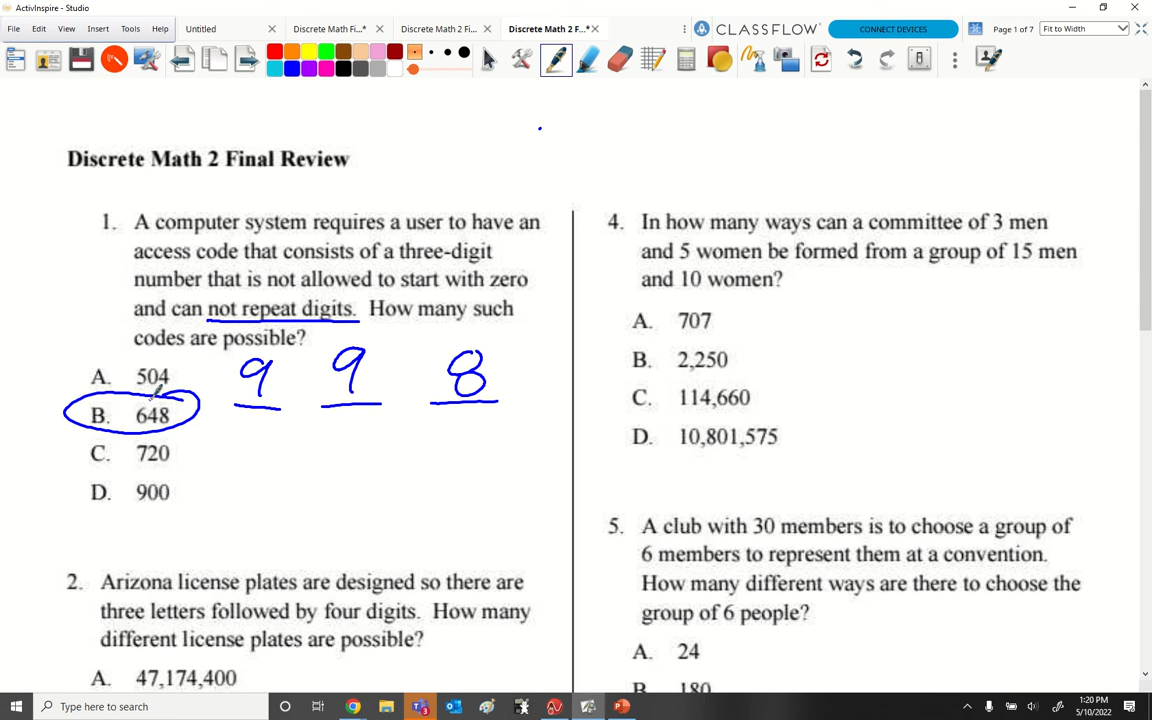 ActivInspire - Studio
File Edit View Insert Tools Help Untitled Discrete Math Fi...* Discrete Math 2 Fi... Discrete Math 2 F...* CLASSFLOW CONNECT DEVICES Page 1 of 7 Fit to Width
Discrete Math 2 Final Review
1. A computer system requires a user to have an
access code that consists of a three-digit
number that is not allowed to start with zero
and can not repeat digits. How many such
codes are possible?
9 9 8
A. 504
B. 648
C. 720
D. 900
2. Arizona license plates are designed so there are
three letters followed by four digits. How many
different license plates are possible?
A. 47,174,400
4. In how many ways can a committee of 3 men
and 5 women be formed from a group of 15 men
and 10 women?
A. 707
B. 2,250
C. 114,660
D. 10,801,575
5. A club with 30 members is to choose a group of
6 members to represent them at a convention.
How many different ways are there to choose the
group of 6 people?
A. 24
B. 180
Type here to search
1:20 PM
5/10/2022